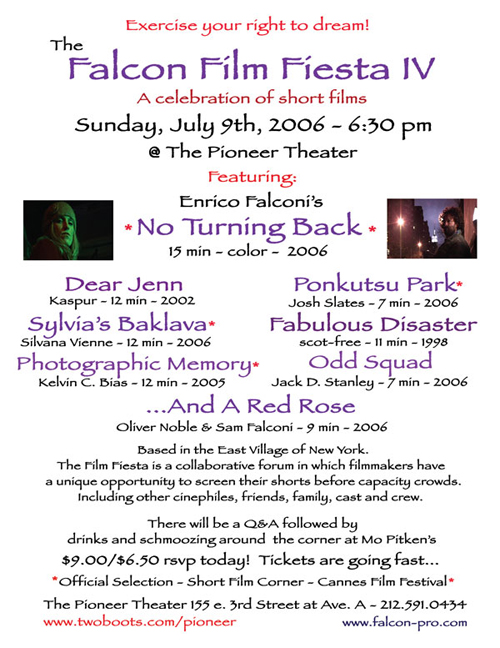 Exercise your right to dream!
The
Falcon Film Fiesta IV
A celebration of short films
Sunday, July 9th, 2006 - 6:30 pm
@ The Pioneer Theater
Featuring:
Enrico Falconi's
* No Turning Back *
15 min - color - 2006
Dear Jenn
Kaspur - 12 min - 2002
Ponkutsu Park*
Josh Slates - 7 min - 2006
Sylvia's Baklava*
Silvana Vienne - 12 min - 2006
Fabulous Disaster
scot-free - 11 min - 1998
Photographic Memory*
Kelvin C. Bias - 12 min - 2005
Odd Squad
Jack D. Stanley - 7 min - 2006
...And A Red Rose
Oliver Noble & Sam Falconi - 9 min - 2006
Based in the East Village of New York.
The Film Fiesta is a collaborative forum in which filmmakers have
a unique opportunity to screen their shorts before capacity crowds.
Including other cinephiles, friends, family, cast and crew.
There will be a Q&A followed by
drinks and schmoozing around the corner at Mo Pitken's
$9.00/$6.50 rsvp today! Tickets are going fast...
*Official Selection - Short Film Corner - Cannes Film Festival*
The Pioneer Theater 155 e. 3rd Street at Ave. A - 212.591.0434
www.twoboots.com/pioneer
www.falcon-pro.com